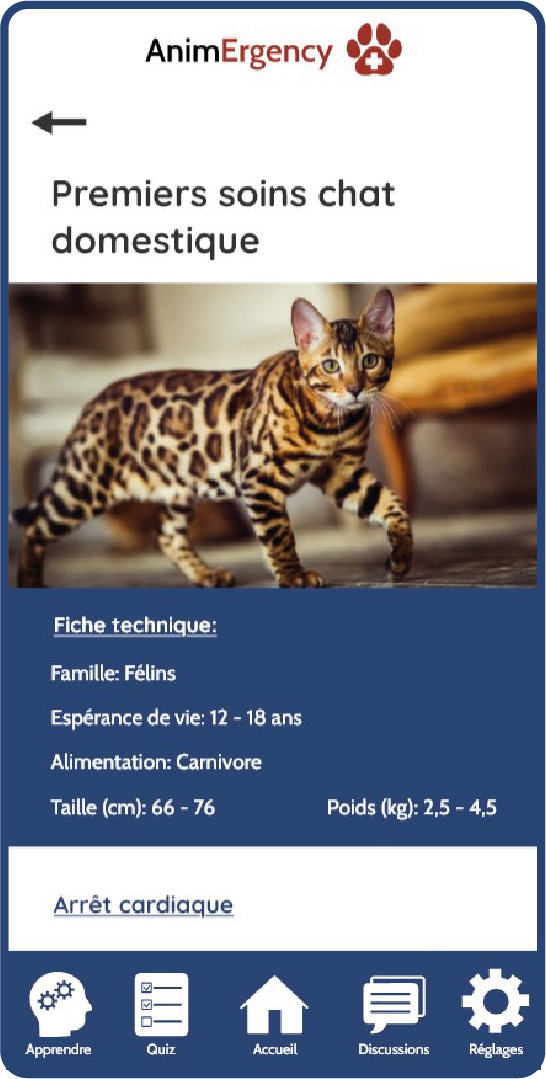 AnimErgency
Premiers soins chat
domestique
Fiche technique:
Famille: Félins
Espérance de vie: 12 - 18 ans
Alimentation: Carnivore
Taille (cm): 66 - 76
Poids (kg): 2,5 - 4,5
Arrêt cardiaque
Apprendre
Quiz
Accueil
Discussions
Réglages